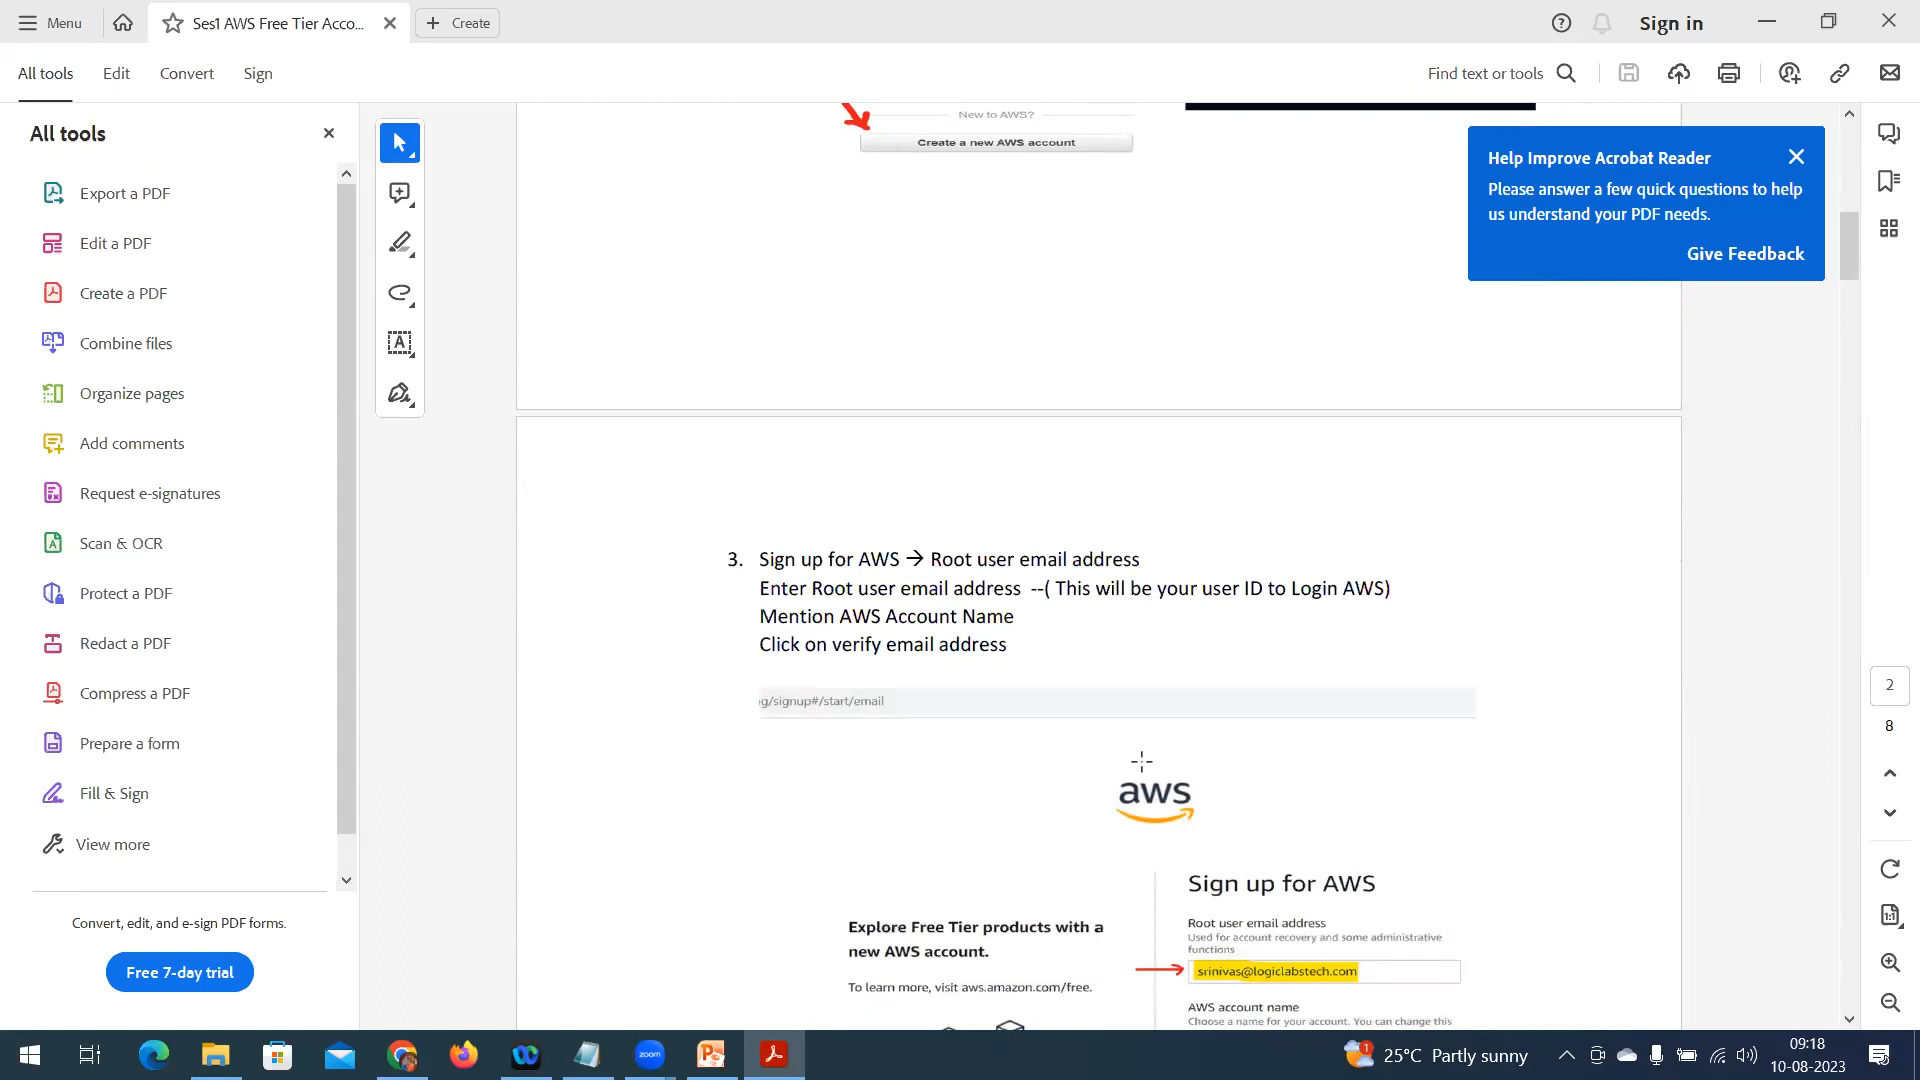 Menu
Ses1 AWS Free Tier Acco...
Create
Sign in
All tools
Edit
Convert
Sign
Find text or tools
All tools
Export a PDF
Edit a PDF
Create a PDF
Combine files
Organize pages
Add comments
Request e-signatures
Scan & OCR
Protect a PDF
Redact a PDF
Compress a PDF
Prepare a form
Fill & Sign
View more
Convert, edit, and e-sign PDF forms.
Free 7-day trial
New to AWS?
Create a new AWS account
Help Improve Acrobat Reader
Please answer a few quick questions to help
us understand your PDF needs.
Give Feedback
3. Sign up for AWS → Root user email address
Enter Root user email address --( This will be your user ID to Login AWS)
Mention AWS Account Name
Click on verify email address
g/signup#/start/email
aws
Explore Free Tier products with a
new AWS account.
To learn more, visit aws.amazon.com/free.
Sign up for AWS
Root user email address
Used for account recovery and some administrative
functions
srinivas@logiclabstech.com
AWS account name
Choose a name for your account. You can change this
2
8
1:1
zoom
1
25°C Partly sunny
09:18
10-08-2023